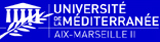 UNIVERSITÉ
DE LA MÉDITERRANÉE
AIX-MARSEILLE II